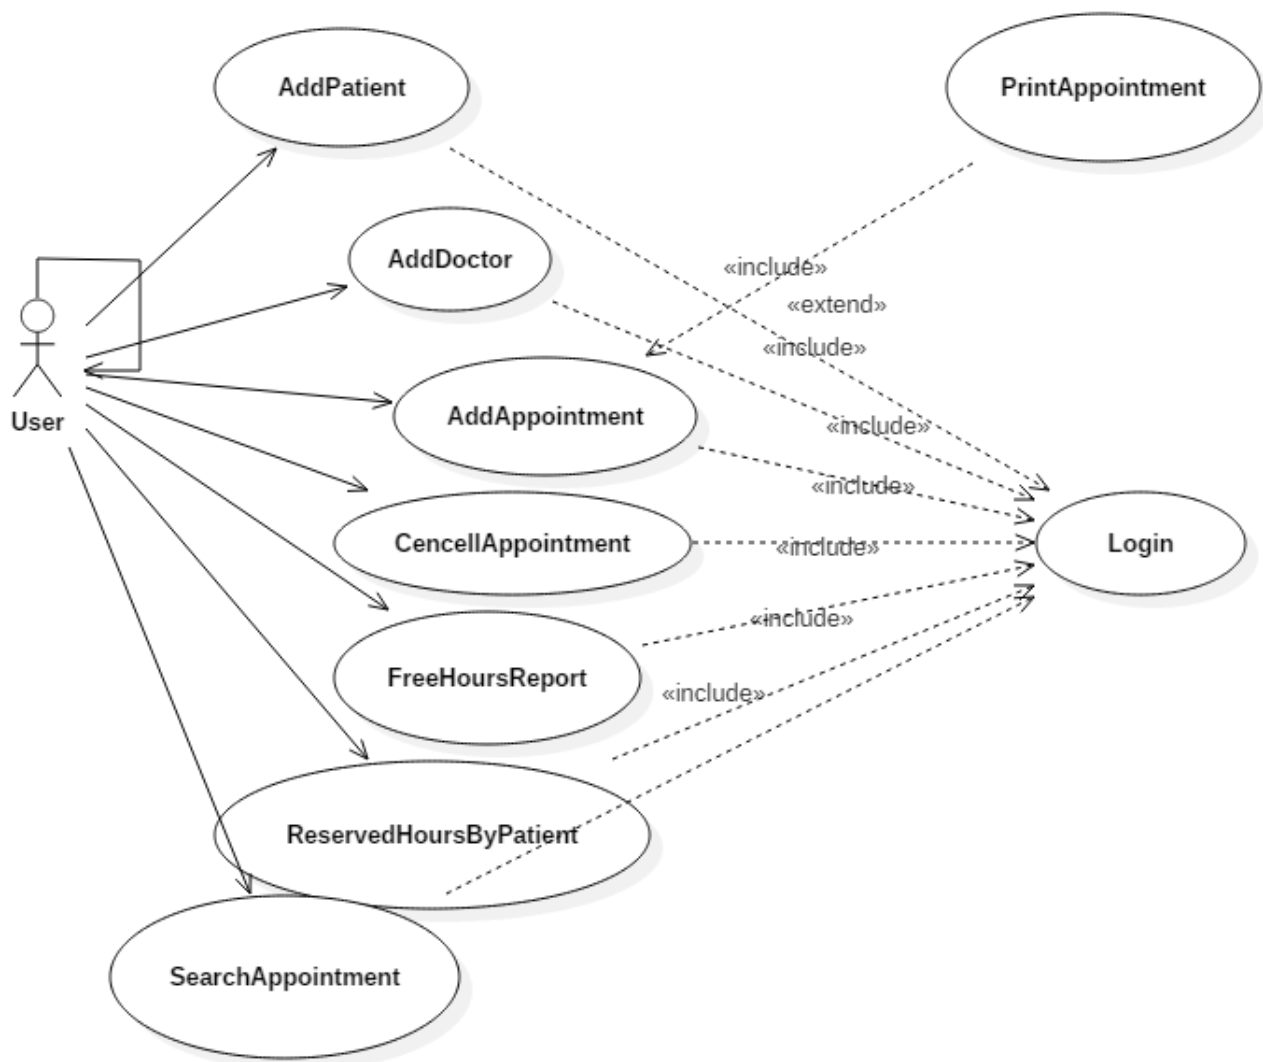 AddPatient
PrintAppointment
AddDoctor
«include»
«extend»
«include»
User
AddAppointment
«include»
«include»
CencellAppointment
«include»
Login
«include»
FreeHoursReport
«include»
ReservedHoursByPatient
SearchAppointment